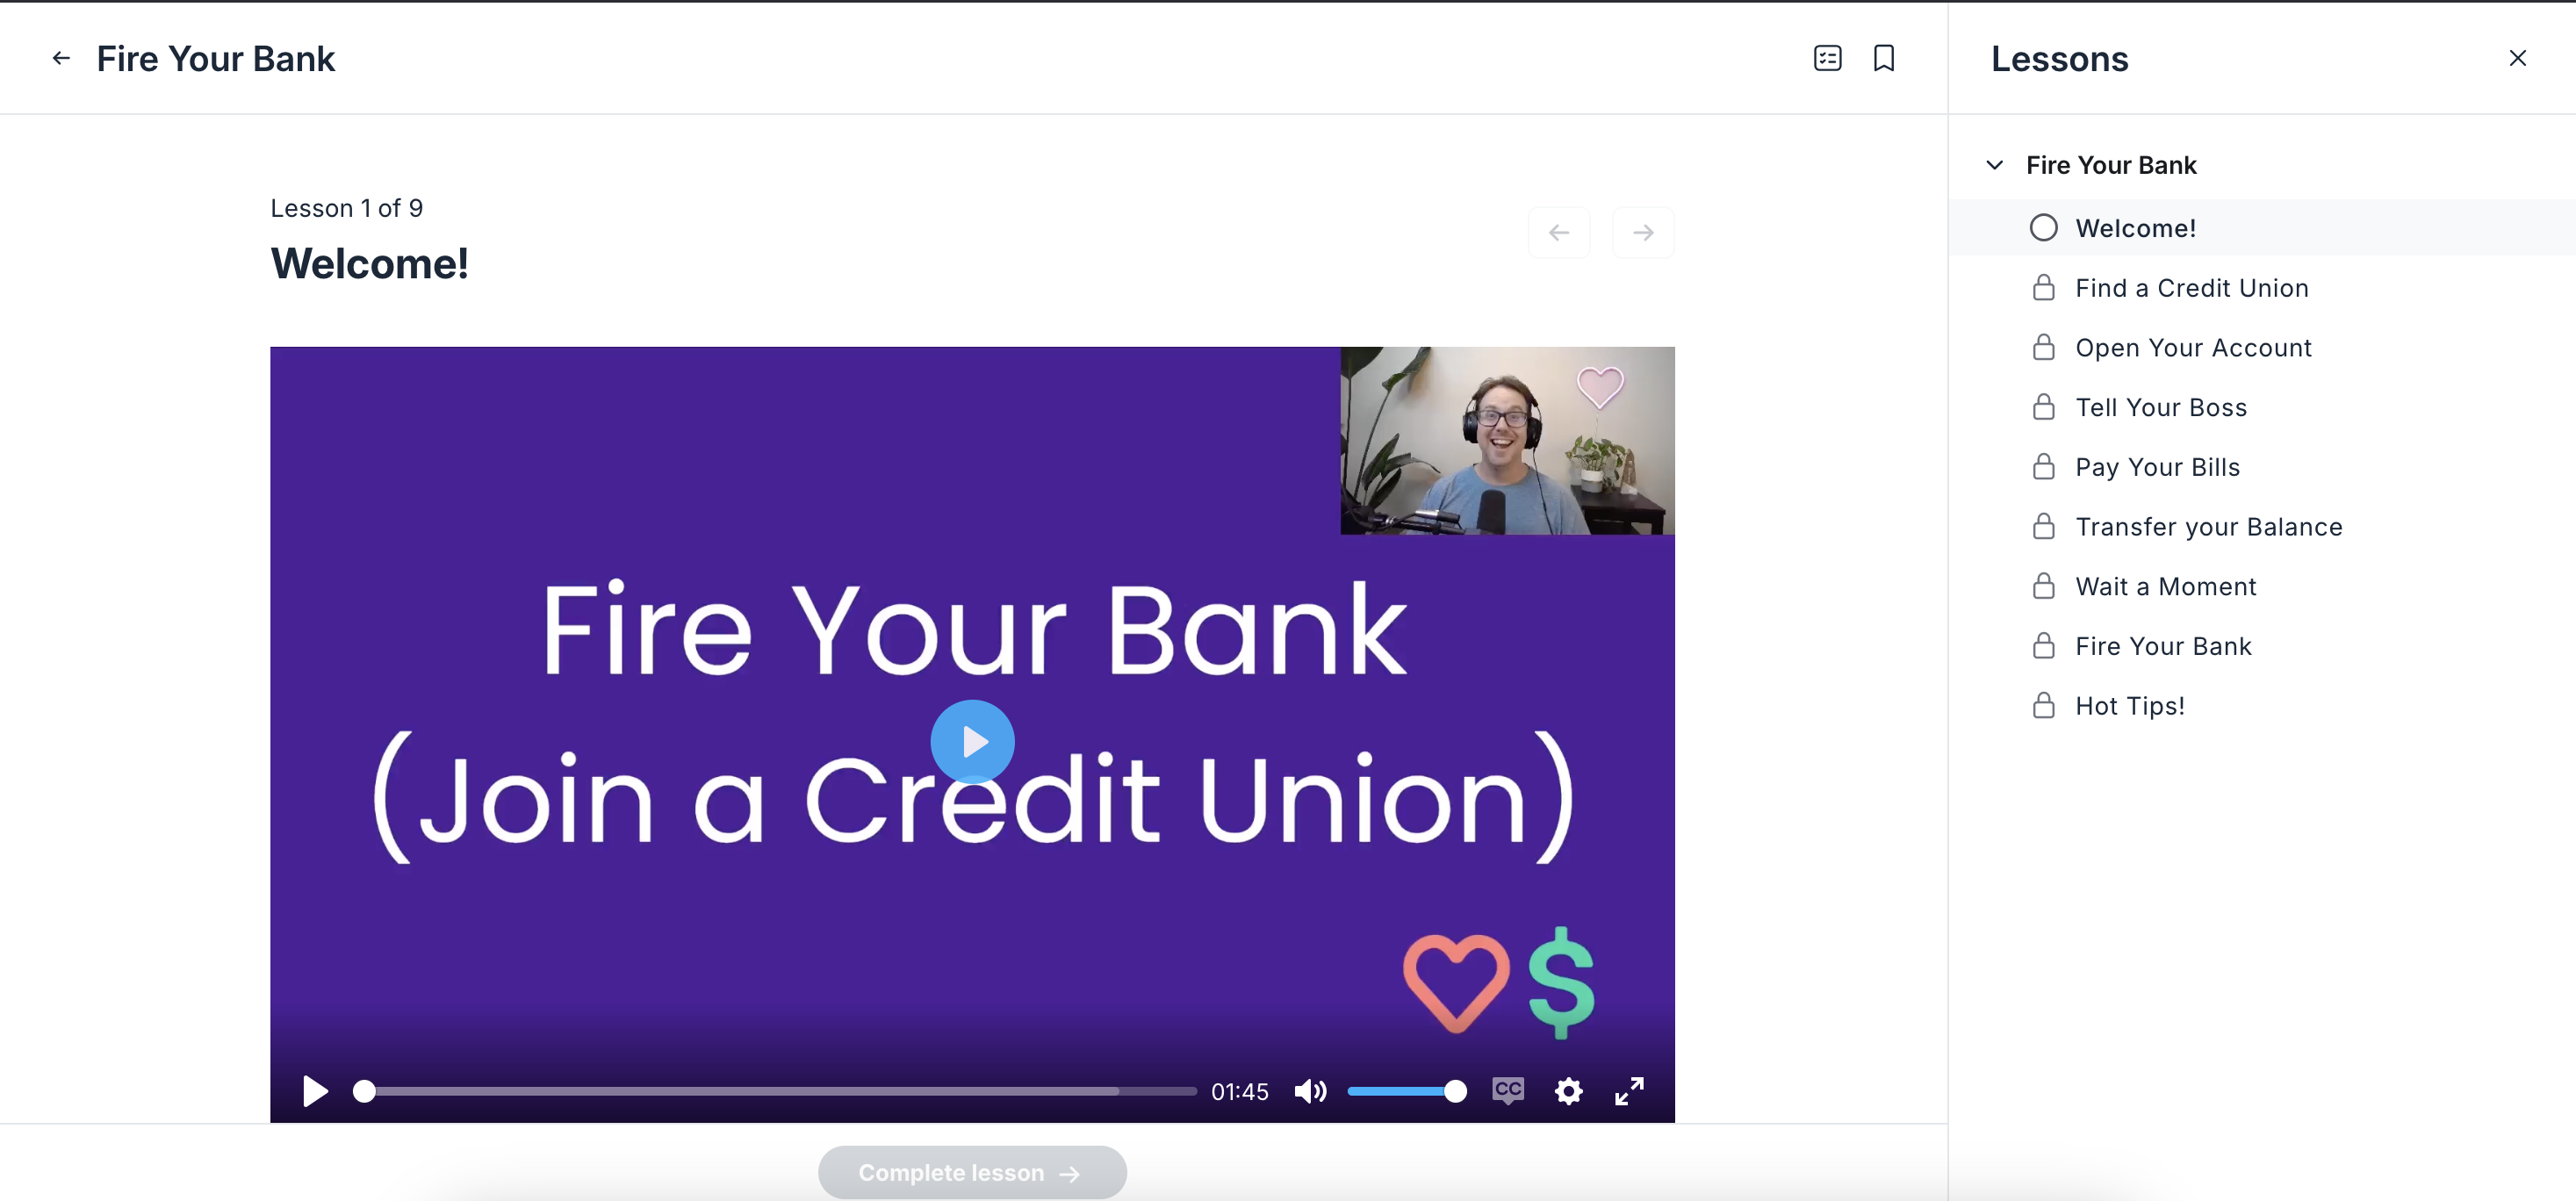 Fire Your Bank
Lesson 1 of 9
Welcome!
Fire Your Bank
(Join a Credit Union)
$
01:45
CC
Complete lesson →
Lessons
Fire Your Bank
Welcome!
Find a Credit Union
Open Your Account
Tell Your Boss
Pay Your Bills
Transfer your Balance
Wait a Moment
Fire Your Bank
Hot Tips!